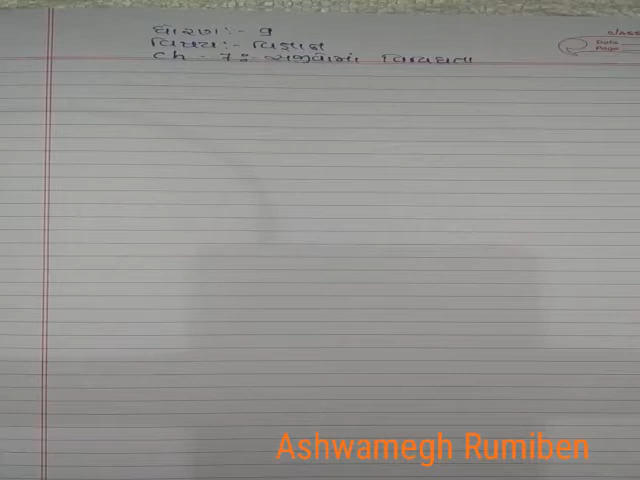 ધોરણ :- 9
વિષય :- વિજ્ઞાન
Ch - 7 : સજીવોમાં વિવિધતા
Date
Page
Ashwamegh Rumiben